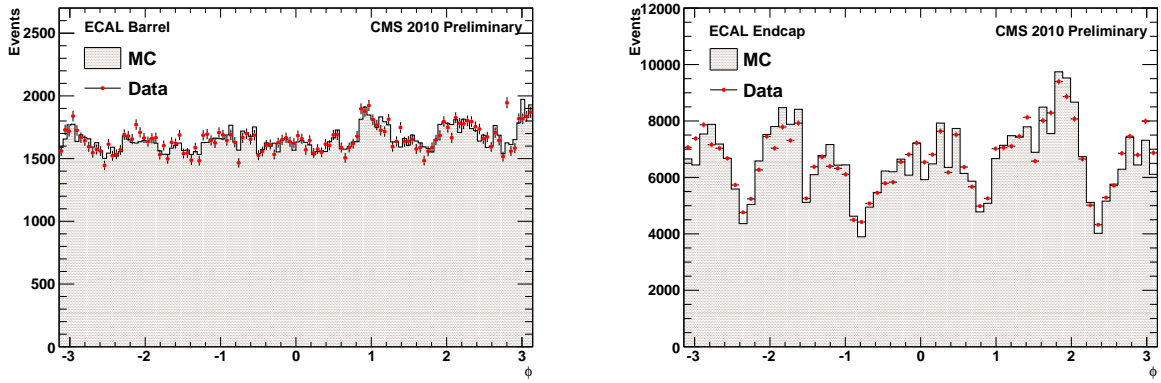 Events
ECAL Barrel
CMS 2010 Preliminary
MC
Data
2500
2000
1500
1000
500
0
-3 -2 -1 0 1 2 3
ϕ
Events
ECAL Endcap
CMS 2010 Preliminary
MC
Data
12000
10000
8000
6000
4000
2000
0
-3 -2 -1 0 1 2 3
ϕ